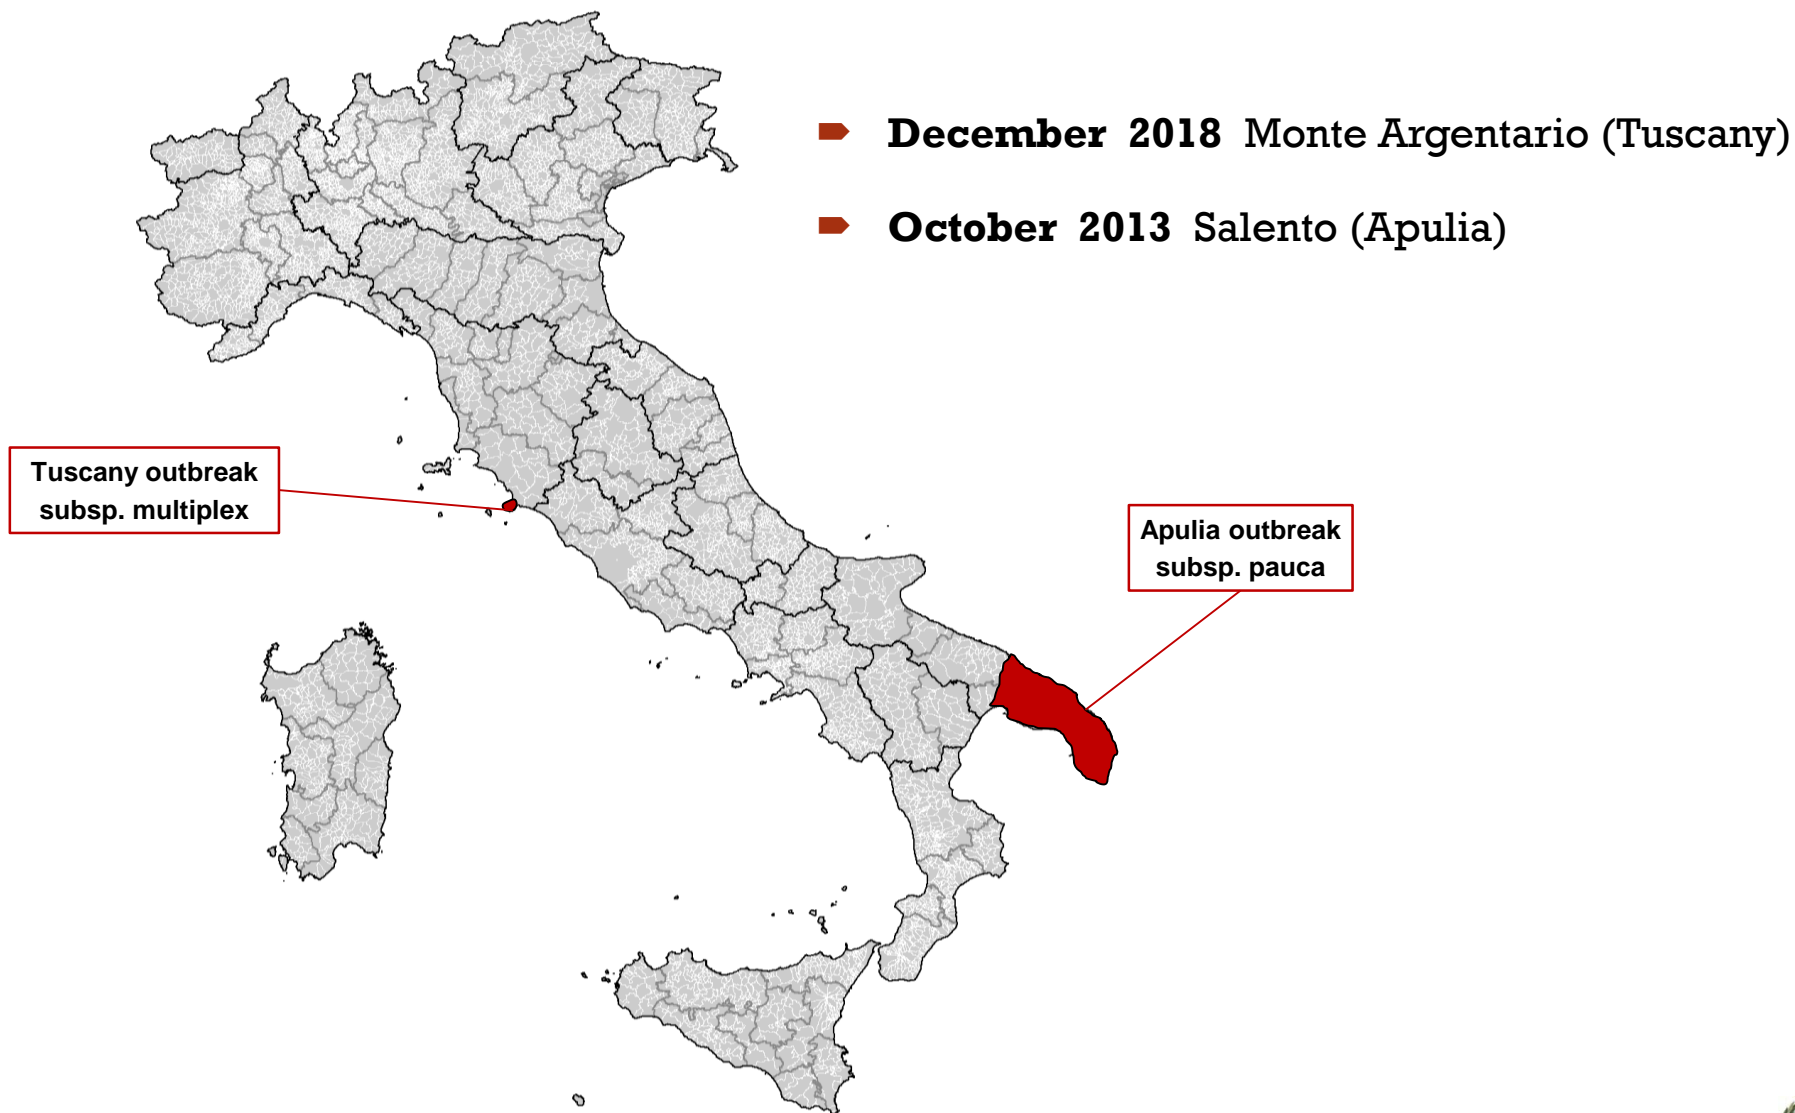 December 2018 Monte Argentario (Tuscany)
October 2013 Salento (Apulia)
Tuscany outbreak
subsp. multiplex
Apulia outbreak
subsp. pauca